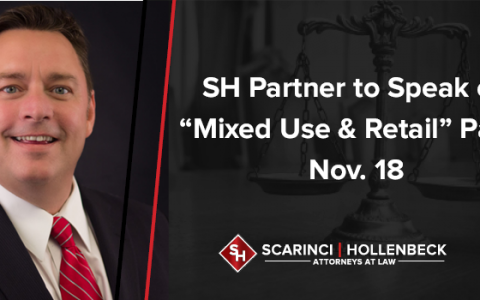 SH Partner to Speak
“Mixed Use & Retail”
Nov. 18
SH
SCARINCI | HOLLENBECK
ATTORNEYS AT LAW